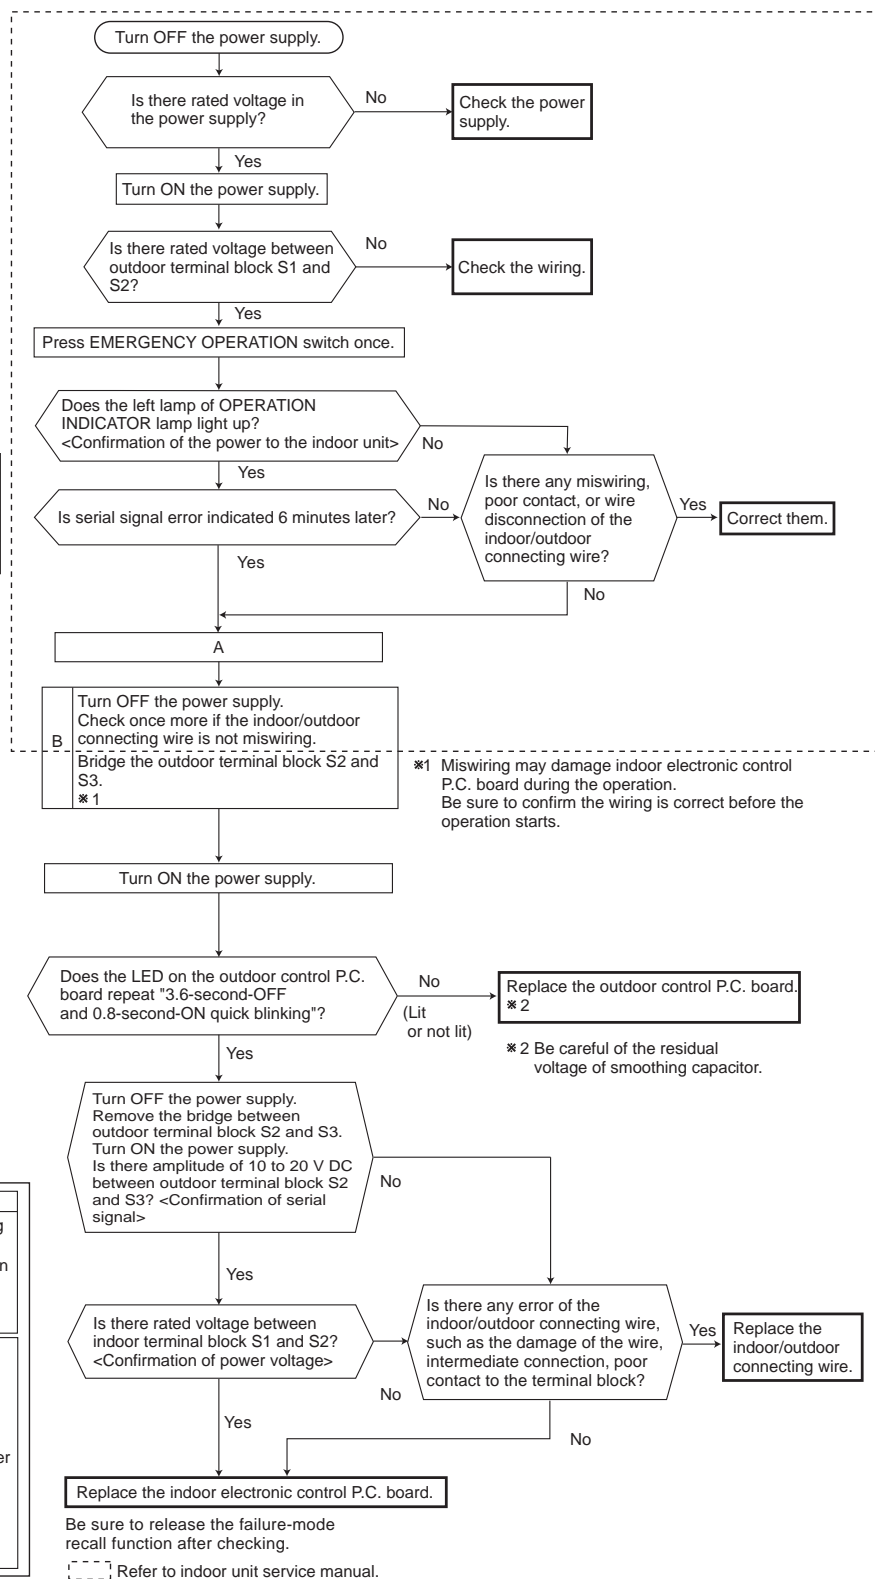 Turn OFF the power supply.
Is there rated voltage in
the power supply?
No
Check the power
supply.
Yes
Turn ON the power supply.
Is there rated voltage between
outdoor terminal block S1 and
S2?
No
Check the wiring.
Yes
Press EMERGENCY OPERATION switch once.
Does the left lamp of OPERATION
INDICATOR lamp light up?
<Confirmation of the power to the indoor unit>
No
Yes
Is serial signal error indicated 6 minutes later?
No
Is there any miswiring,
poor contact, or wire
disconnection of the
indoor/outdoor
connecting wire?
Yes
Correct them.
Yes
No
A
B
Turn OFF the power supply.
Check once more if the indoor/outdoor
connecting wire is not miswiring.
Bridge the outdoor terminal block S2 and
S3.
※1
※1 Miswiring may damage indoor electronic control
P.C. board during the operation.
Be sure to confirm the wiring is correct before the
operation starts.
Turn ON the power supply.
Does the LED on the outdoor control P.C.
board repeat "3.6-second-OFF
and 0.8-second-ON quick blinking"?
No
(Lit
or not lit)
Replace the outdoor control P.C. board.
※2
※2 Be careful of the residual
voltage of smoothing capacitor.
Yes
Turn OFF the power supply.
Remove the bridge between
outdoor terminal block S2 and S3.
Turn ON the power supply.
Is there amplitude of 10 to 20 V DC
between outdoor terminal block S2
and S3? <Confirmation of serial
signal>
No
Yes
Is there rated voltage between
indoor terminal block S1 and S2?
<Confirmation of power voltage>
No
Is there any error of the
indoor/outdoor connecting wire,
such as the damage of the wire,
intermediate connection, poor
contact to the terminal block?
Yes
Replace the
indoor/outdoor
connecting wire.
Yes
No
Replace the indoor electronic control P.C. board.
Be sure to release the failure-mode
recall function after checking.
Refer to indoor unit service manual.